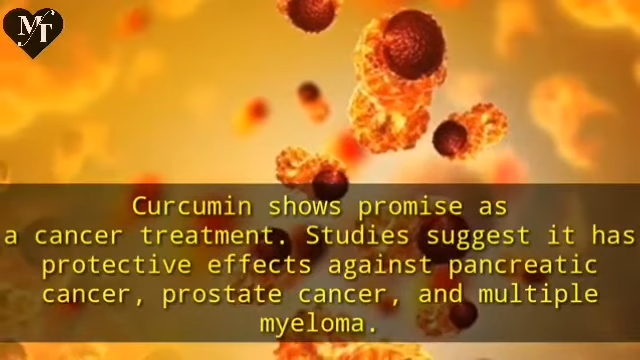 MT
Curcumin shows promise as
a cancer treatment. Studies suggest it has
protective effects against pancreatic
cancer, prostate cancer, and multiple
myeloma.